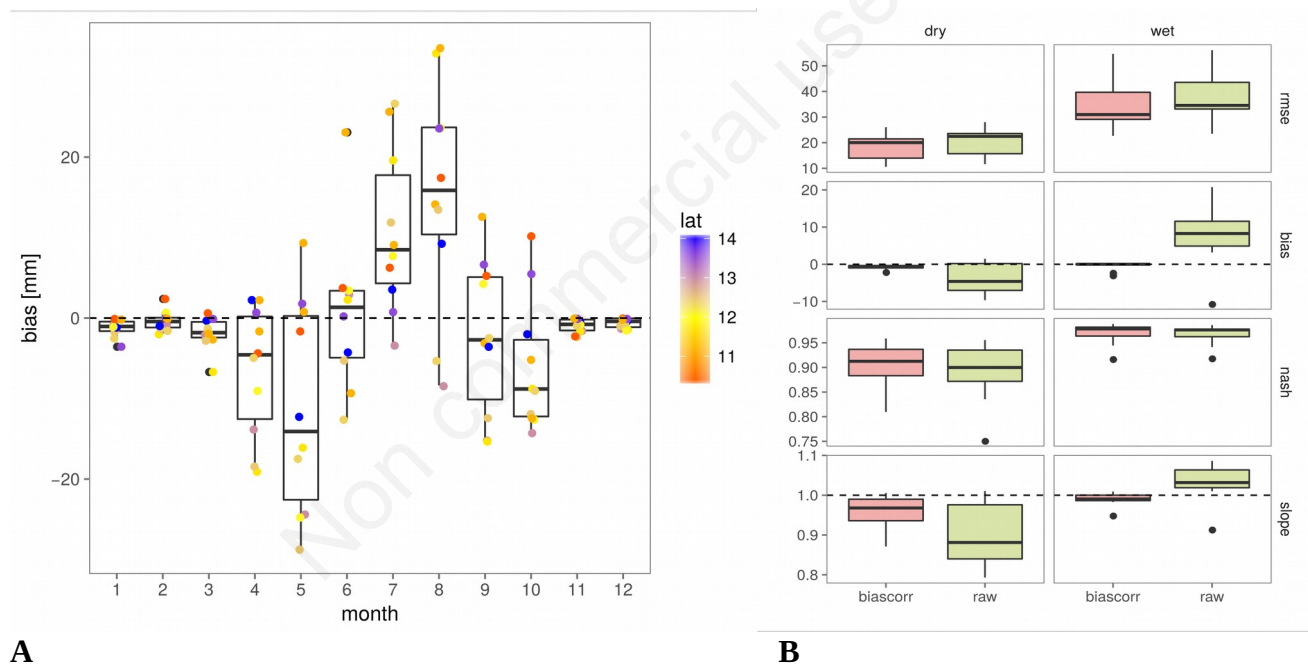 20
0
−20
bias [mm]
1 2 3 4 5 6 7 8 9 10 11 12
month
lat
14
13
12
11
A
Non commercial use
dry wet
50
40
30
20
10
rmse
20
10
0
−10
bias
0.95
0.90
0.85
0.80
0.75
nash
1.1
1.0
0.9
0.8
slope
biascorr raw biascorr raw
B